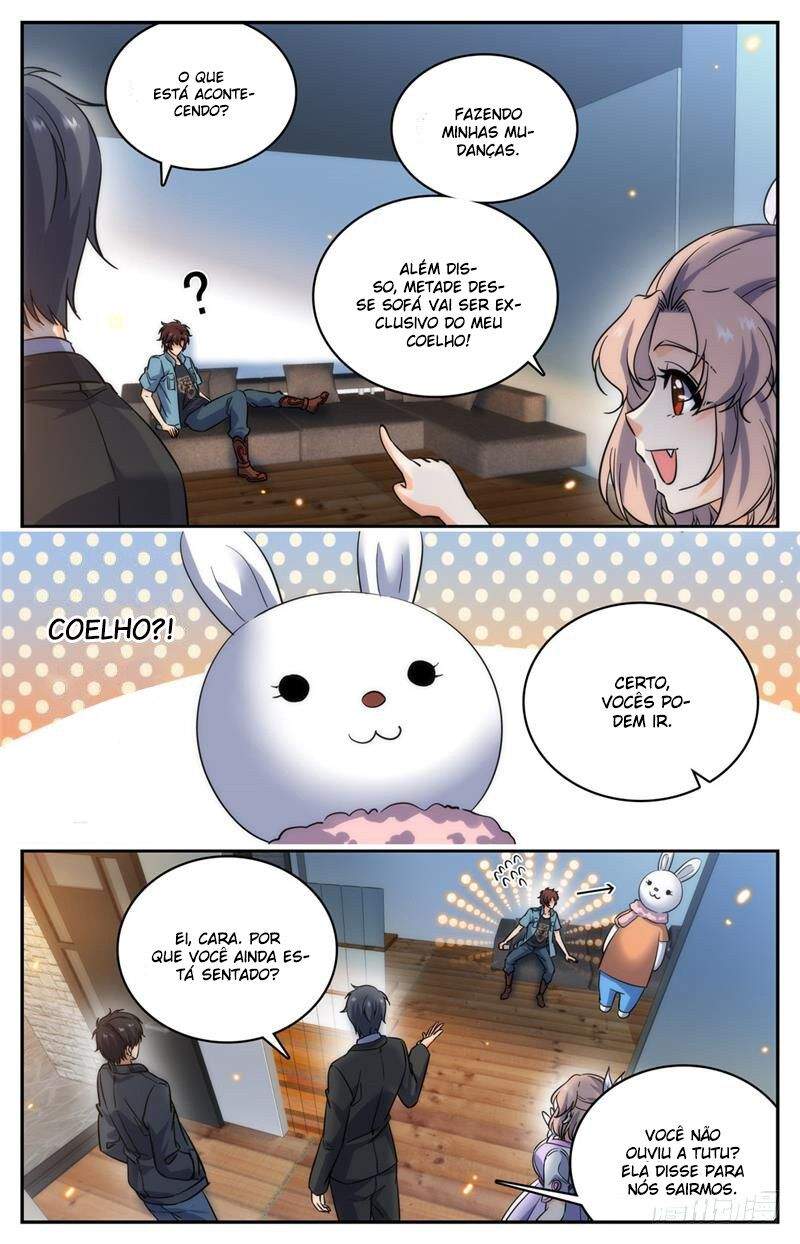 O QUE
ESTÁ ACONTE-
CENDO?
FAZENDO
MINHAS MU-
DANÇAS.
ALÉM DIS-
SO, METADE DES-
SE SOFÁ VAI SER EX-
CLUSIVO DO MEU
COELHO!
?
COELHO?!
CERTO,
VOCÊS PO-
DEM IR.
EI, CARA. POR
QUE VOCÊ AINDA ES-
TÁ SENTADO?
VOCÊ NÃO
OUVIU A TUTU?
ELA DISSE PARA
NÓS SAIRMOS.